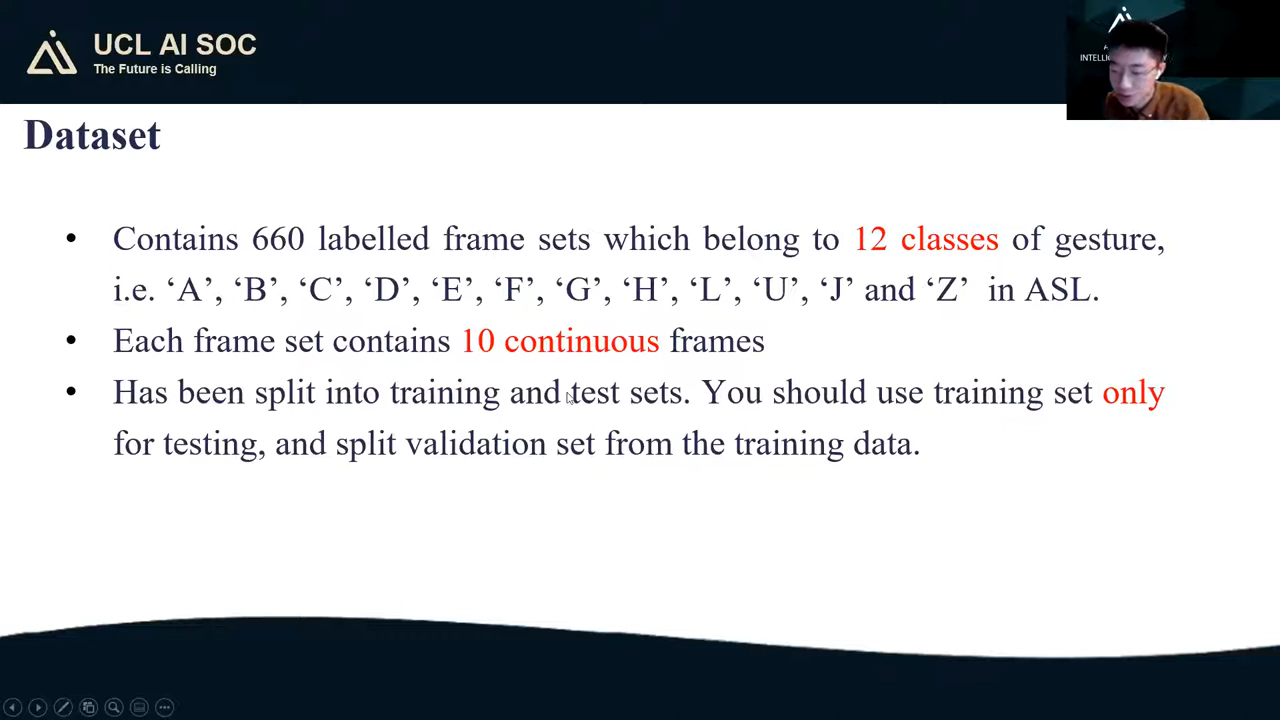 UCL AI SOC
The Future is Calling
Dataset
• Contains 660 labelled frame sets which belong to 12 classes of gesture,
i.e. ‘A’, ‘B’, ‘C’, ‘D’, ‘E’, ‘F’, ‘G’, ‘H’, ‘L’, ‘U’, ‘J’ and ‘Z’ in ASL.
• Each frame set contains 10 continuous frames
• Has been split into training and test sets. You should use training set only
for testing, and split validation set from the training data.